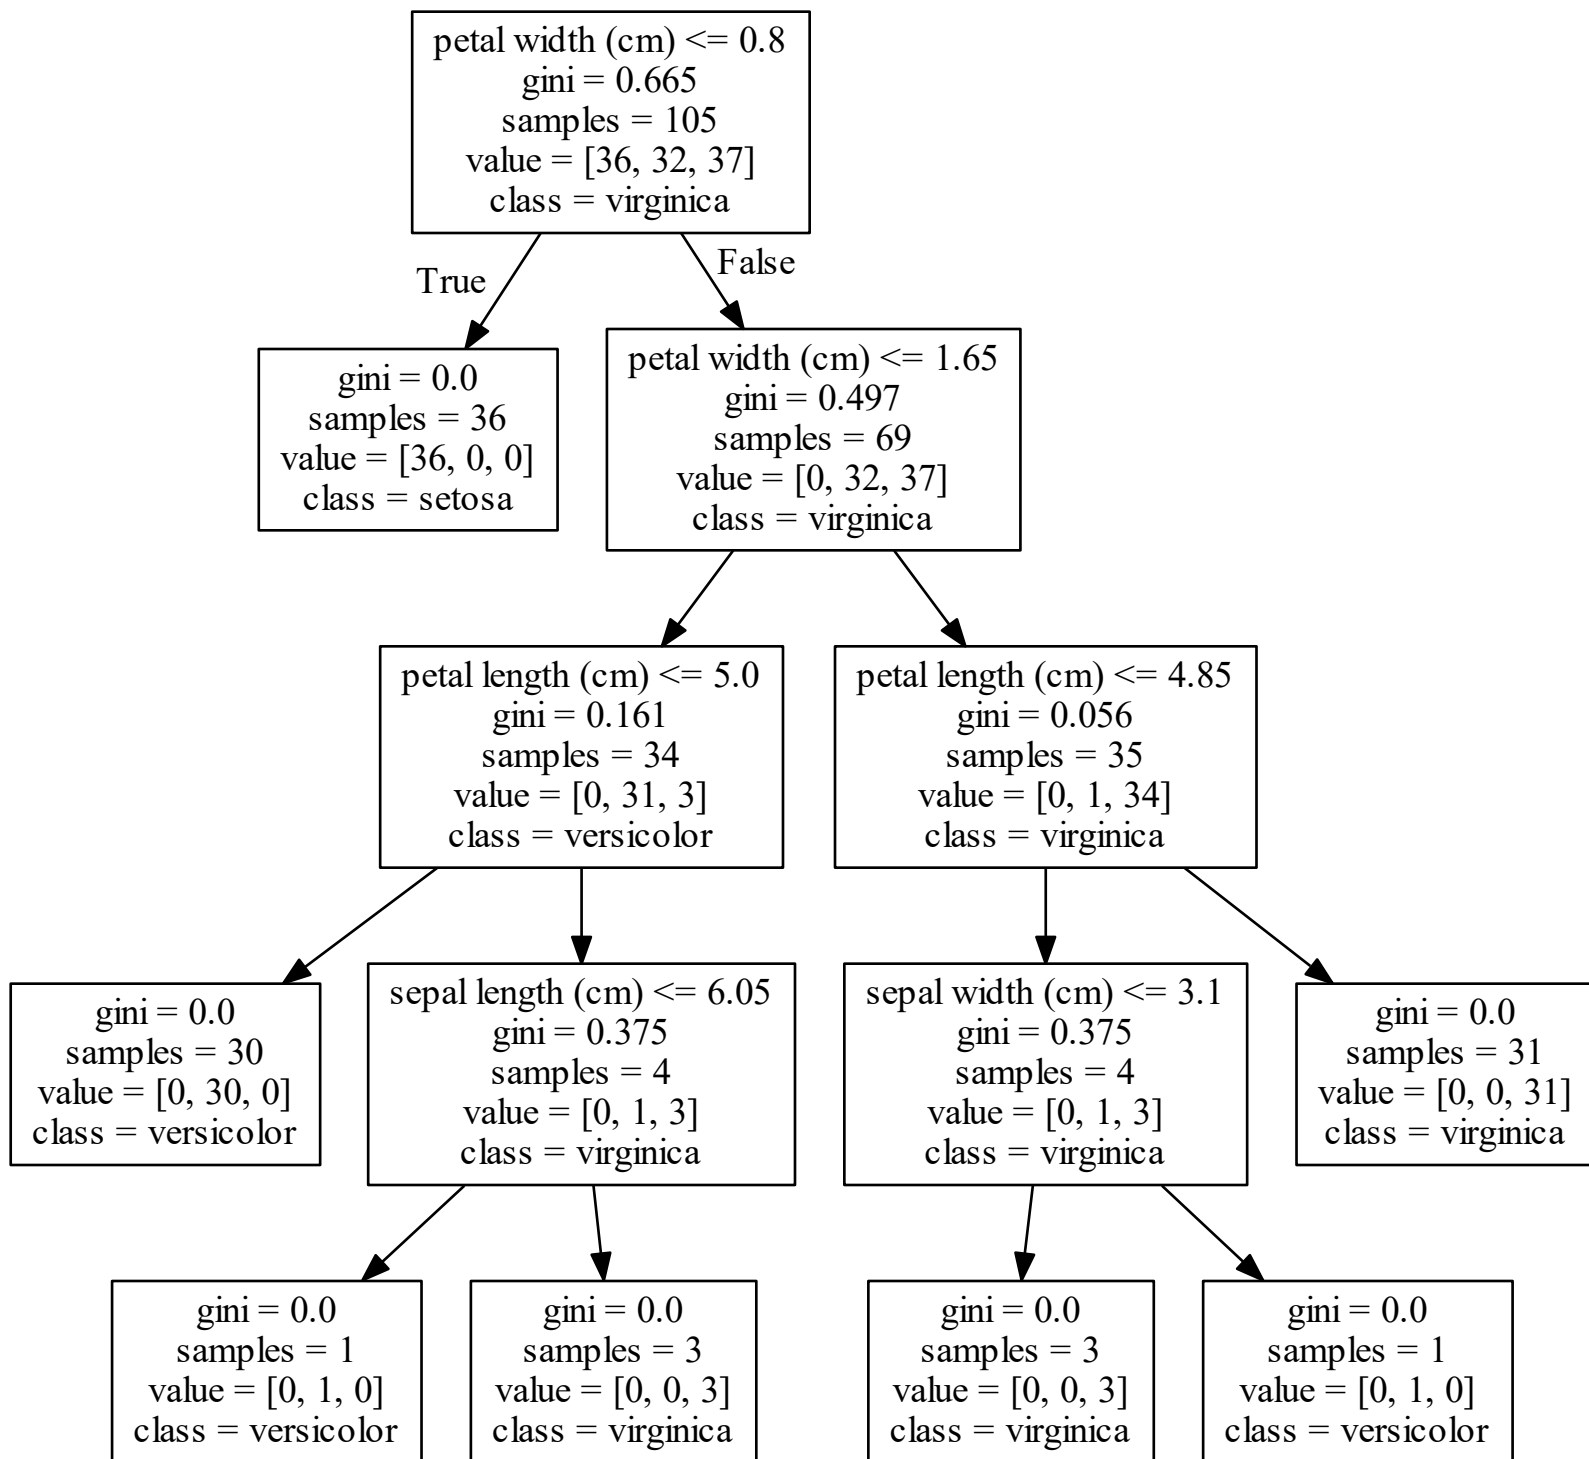 petal width (cm) <= 0.8
gini = 0.665
samples = 105
value = [36, 32, 37]
class = virginica
True
False
gini = 0.0
samples = 36
value = [36, 0, 0]
class = setosa
petal width (cm) <= 1.65
gini = 0.497
samples = 69
value = [0, 32, 37]
class = virginica
petal length (cm) <= 5.0
gini = 0.161
samples = 34
value = [0, 31, 3]
class = versicolor
petal length (cm) <= 4.85
gini = 0.056
samples = 35
value = [0, 1, 34]
class = virginica
gini = 0.0
samples = 30
value = [0, 30, 0]
class = versicolor
sepal length (cm) <= 6.05
gini = 0.375
samples = 4
value = [0, 1, 3]
class = virginica
sepal width (cm) <= 3.1
gini = 0.375
samples = 4
value = [0, 1, 3]
class = virginica
gini = 0.0
samples = 31
value = [0, 0, 31]
class = virginica
gini = 0.0
samples = 1
value = [0, 1, 0]
class = versicolor
gini = 0.0
samples = 3
value = [0, 0, 3]
class = virginica
gini = 0.0
samples = 3
value = [0, 0, 3]
class = virginica
gini = 0.0
samples = 1
value = [0, 1, 0]
class = versicolor